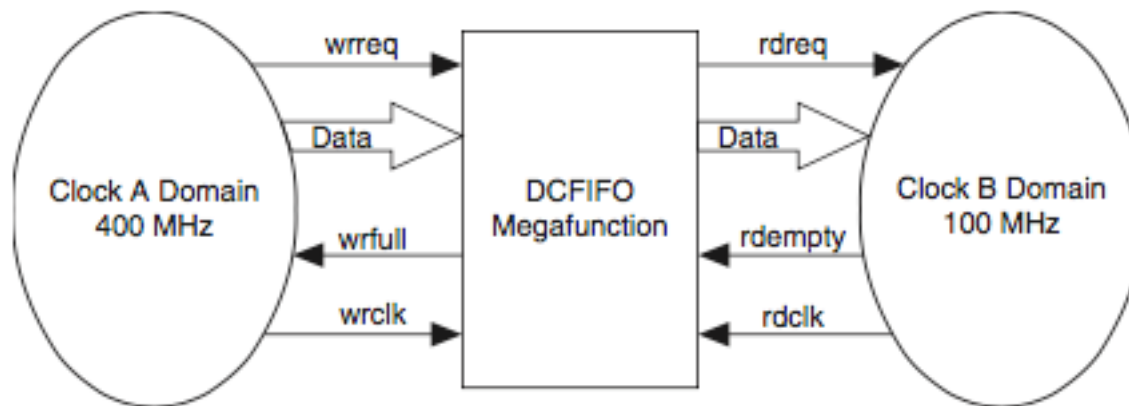 wrreq
rdreq
Data
Data
Clock A Domain
400 MHz
DCFIFO
Megafunction
Clock B Domain
100 MHz
wrfull
rdempty
wrclk
rdclk